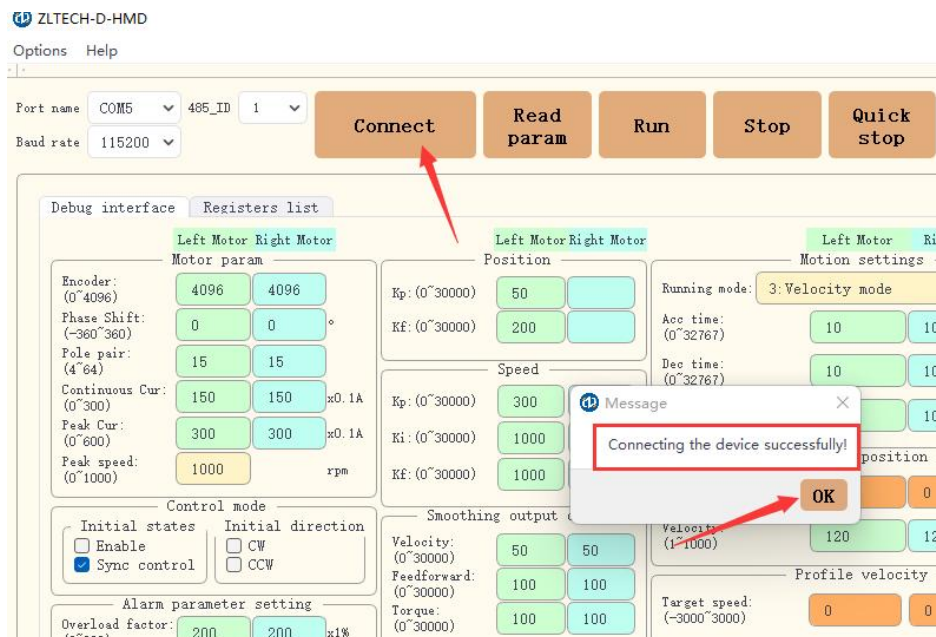 ZLTECH-D-HMD
Options Help
Port name COM5 485_ID 1
Baud rate 115200
Connect
Read param
Run
Stop
Quick stop
Debug interface Registers list
Left Motor Right Motor
Motor param
Encoder: (0~4096) 4096 4096
Phase Shift: (-360~360) 0 0 °
Pole pair: (4~64) 15 15
Continuous Cur: (0~300) 150 150 x0.1A
Peak Cur: (0~600) 300 300 x0.1A
Peak speed: (0~1000) 1000 rpm
Control mode
Initial states Initial direction
Enable CW
Sync control CCW
Alarm parameter setting
Overload factor: 200 200 x1%
Left Motor Right Motor
Position
Kp:(0~30000) 50
Kf:(0~30000) 200
Speed
Kp:(0~30000) 300
Ki:(0~30000) 1000
Kf:(0~30000) 1000
Smoothing output
Velocity: (0~30000) 50 50
Feedforward: (0~30000) 100 100
Torque: (0~30000) 100 100
Left Motor
Motion settings
Running mode: 3:Velocity mode
Acc time: (0~32767) 10 10
Dec time: (0~32767) 10 10
10
position
0
Velocity: (1~1000) 120 12
Profile velocity
Target speed: (-3000~3000) 0 0
Message
Connecting the device successfully!
OK